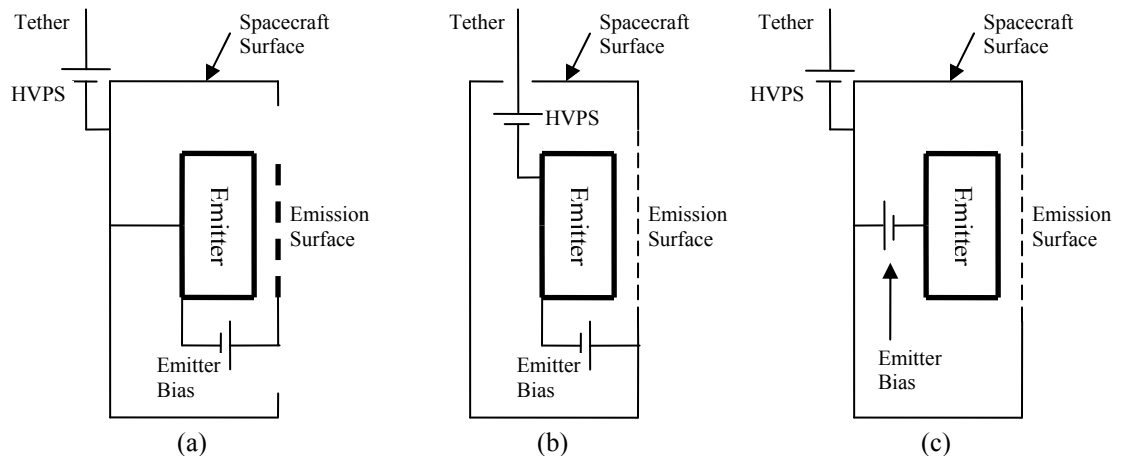 Tether
Spacecraft
Surface
HVPS
Emitter
Emission
Surface
Emitter
Bias
(a)
Tether
Spacecraft
Surface
HVPS
Emitter
Emission
Surface
Emitter
Bias
(b)
Tether
Spacecraft
Surface
HVPS
Emitter
Emission
Surface
Emitter
Bias
(c)